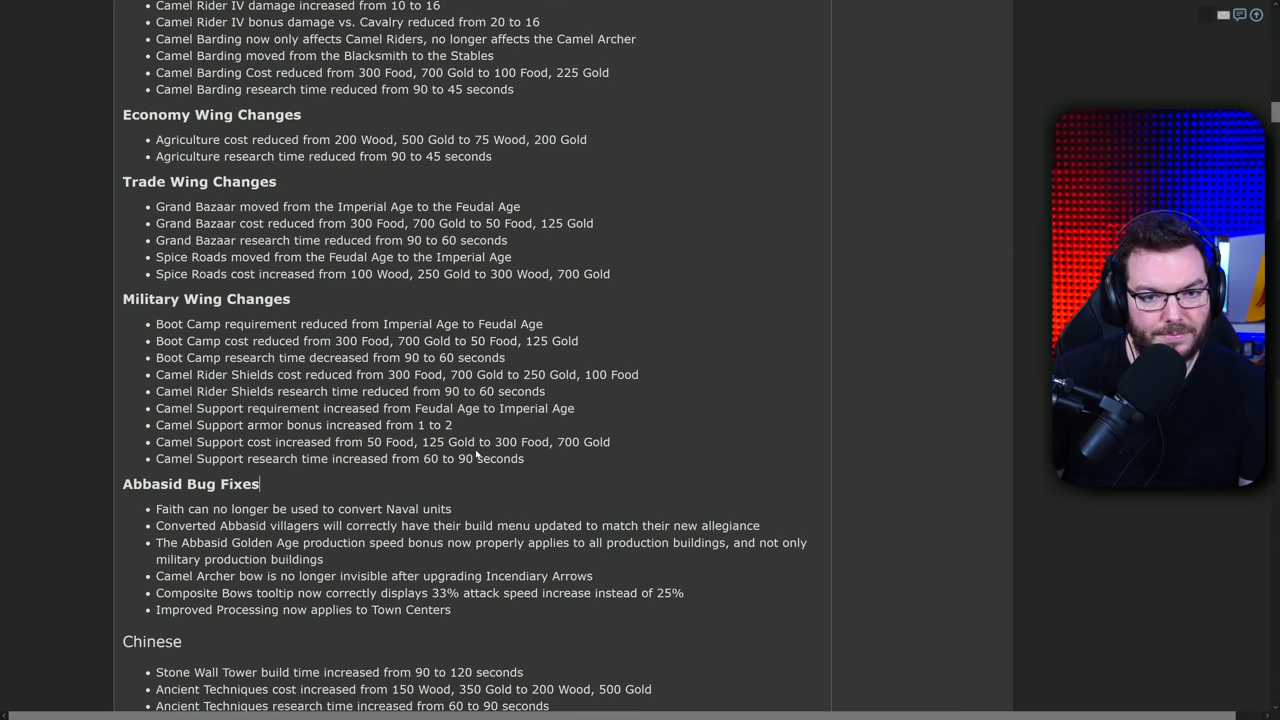 Camel Rider IV damage increased from 10 to 16
Camel Rider IV bonus damage vs. Cavalry reduced from 20 to 16
Camel Barding now only affects Camel Riders, no longer affects the Camel Archer
Camel Barding moved from the Blacksmith to the Stables
Camel Barding Cost reduced from 300 Food, 700 Gold to 100 Food, 225 Gold
Camel Barding research time reduced from 90 to 45 seconds
Economy Wing Changes
Agriculture cost reduced from 200 Wood, 500 Gold to 75 Wood, 200 Gold
Agriculture research time reduced from 90 to 45 seconds
Trade Wing Changes
Grand Bazaar moved from the Imperial Age to the Feudal Age
Grand Bazaar cost reduced from 300 Food, 700 Gold to 50 Food, 125 Gold
Grand Bazaar research time reduced from 90 to 60 seconds
Spice Roads moved from the Feudal Age to the Imperial Age
Spice Roads cost increased from 100 Wood, 250 Gold to 300 Wood, 700 Gold
Military Wing Changes
Boot Camp requirement reduced from Imperial Age to Feudal Age
Boot Camp cost reduced from 300 Food, 700 Gold to 50 Food, 125 Gold
Boot Camp research time decreased from 90 to 60 seconds
Camel Rider Shields cost reduced from 300 Food, 700 Gold to 250 Gold, 100 Food
Camel Rider Shields research time reduced from 90 to 60 seconds
Camel Support requirement increased from Feudal Age to Imperial Age
Camel Support armor bonus increased from 1 to 2
Camel Support cost increased from 50 Food, 125 Gold to 300 Food, 700 Gold
Camel Support research time increased from 60 to 90 seconds
Abbasid Bug Fixes
Faith can no longer be used to convert Naval units
Converted Abbasid villagers will correctly have their build menu updated to match their new allegiance
The Abbasid Golden Age production speed bonus now properly applies to all production buildings, and not only
military production buildings
Camel Archer bow is no longer invisible after upgrading Incendiary Arrows
Composite Bows tooltip now correctly displays 33% attack speed increase instead of 25%
Improved Processing now applies to Town Centers
Chinese
Stone Wall Tower build time increased from 90 to 120 seconds
Ancient Techniques cost increased from 150 Wood, 350 Gold to 200 Wood, 500 Gold
Ancient Techniques research time increased from 60 to 90 seconds